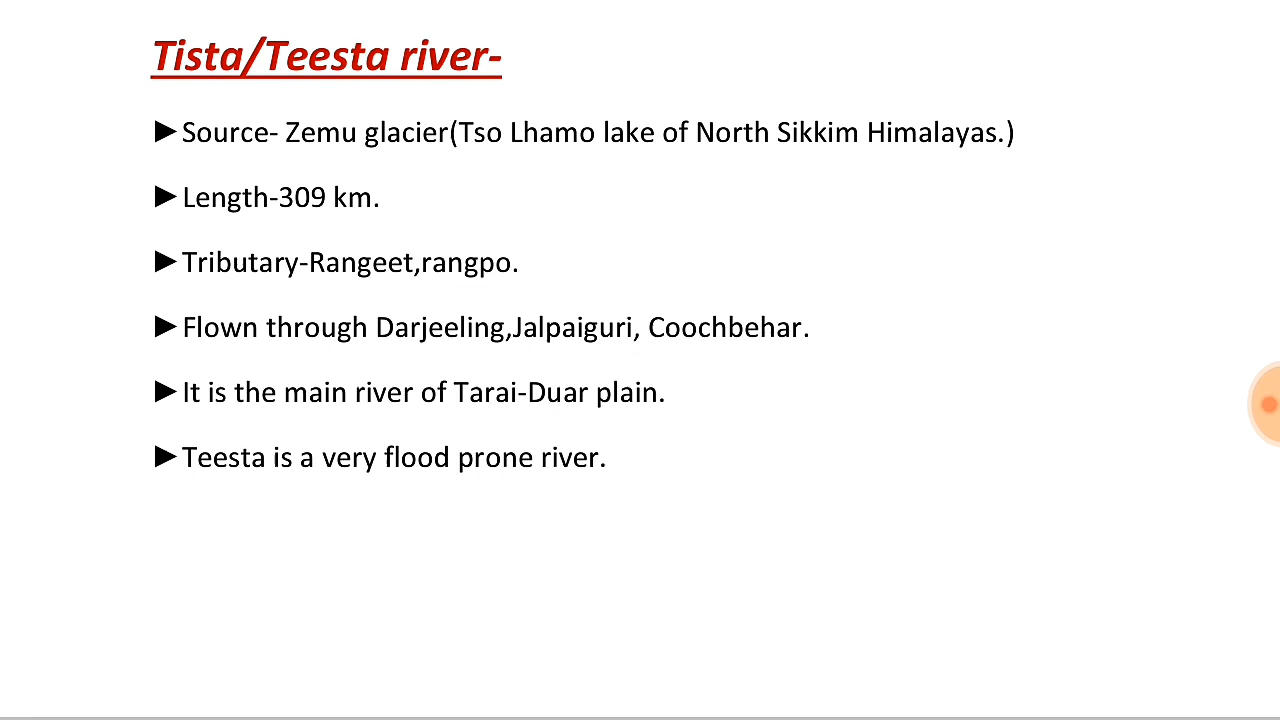 Tista/Teesta river-
►Source- Zemu glacier(Tso Lhamo lake of North Sikkim Himalayas.)
►Length-309 km.
►Tributary-Rangeet,rangpo.
►Flown through Darjeeling,Jalpaiguri, Coochbehar.
►It is the main river of Tarai-Duar plain.
►Teesta is a very flood prone river.